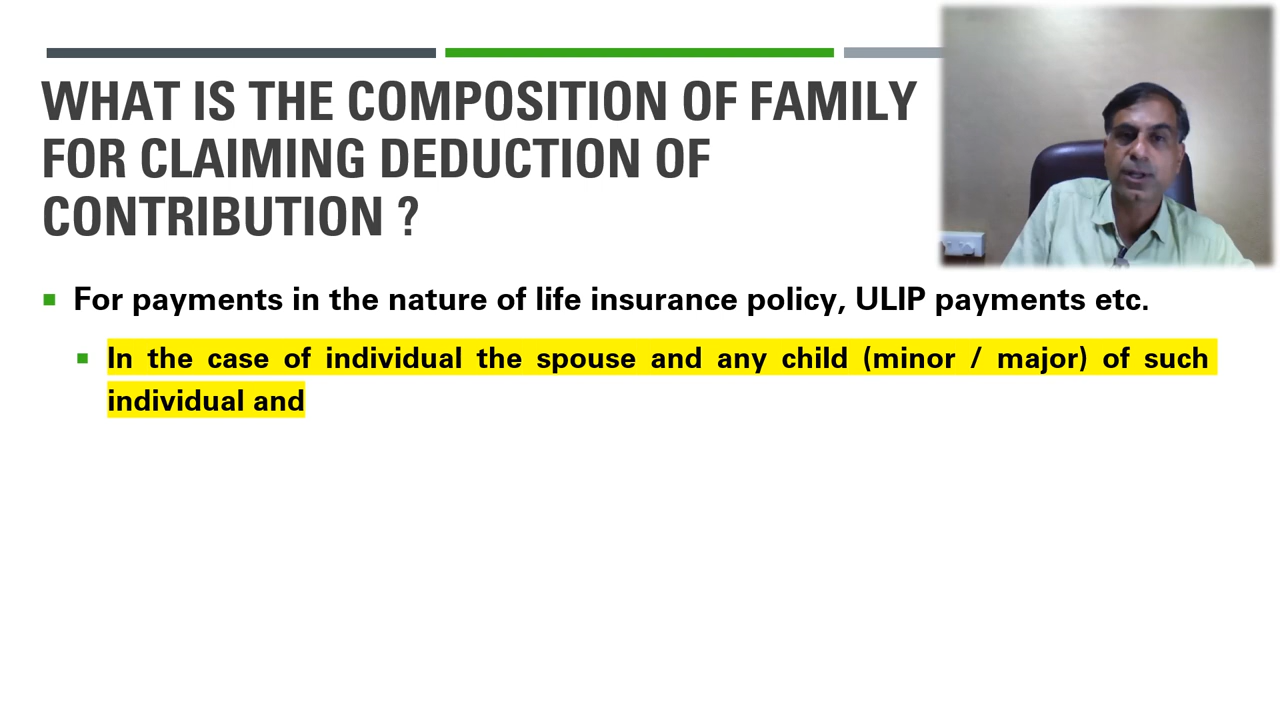 WHAT IS THE COMPOSITION OF FAMILY
FOR CLAIMING DEDUCTION OF
CONTRIBUTION ?
For payments in the nature of life insurance policy, ULIP payments etc.
In the case of individual the spouse and any child (minor / major) of such
individual and